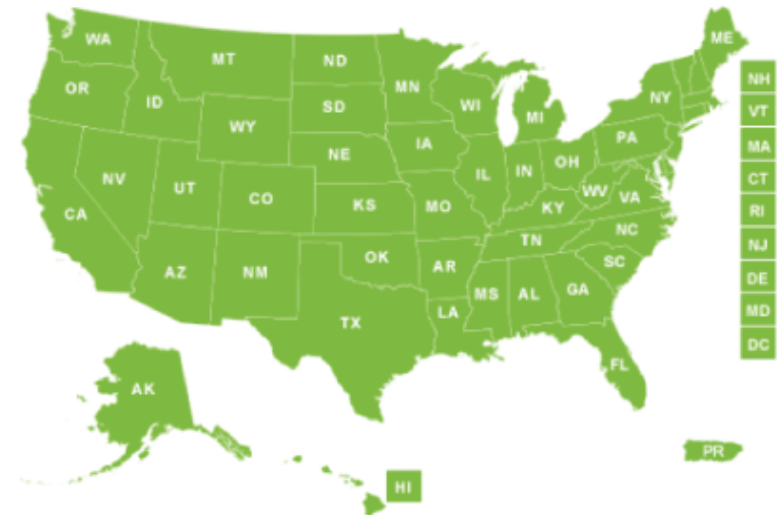 WA
MT
ND
MN
ME
OR
ID
SD
WI
MI
NY
NH
WY
VT
NE
IA
PA
MA
NV
UT
CO
IL
IN
OH
CT
CA
KS
MO
WV
VA
KY
RI
AZ
NM
OK
AR
TN
NC
NJ
SC
DE
TX
MS
AL
GA
LA
MD
DC
FL
AK
PR
HI